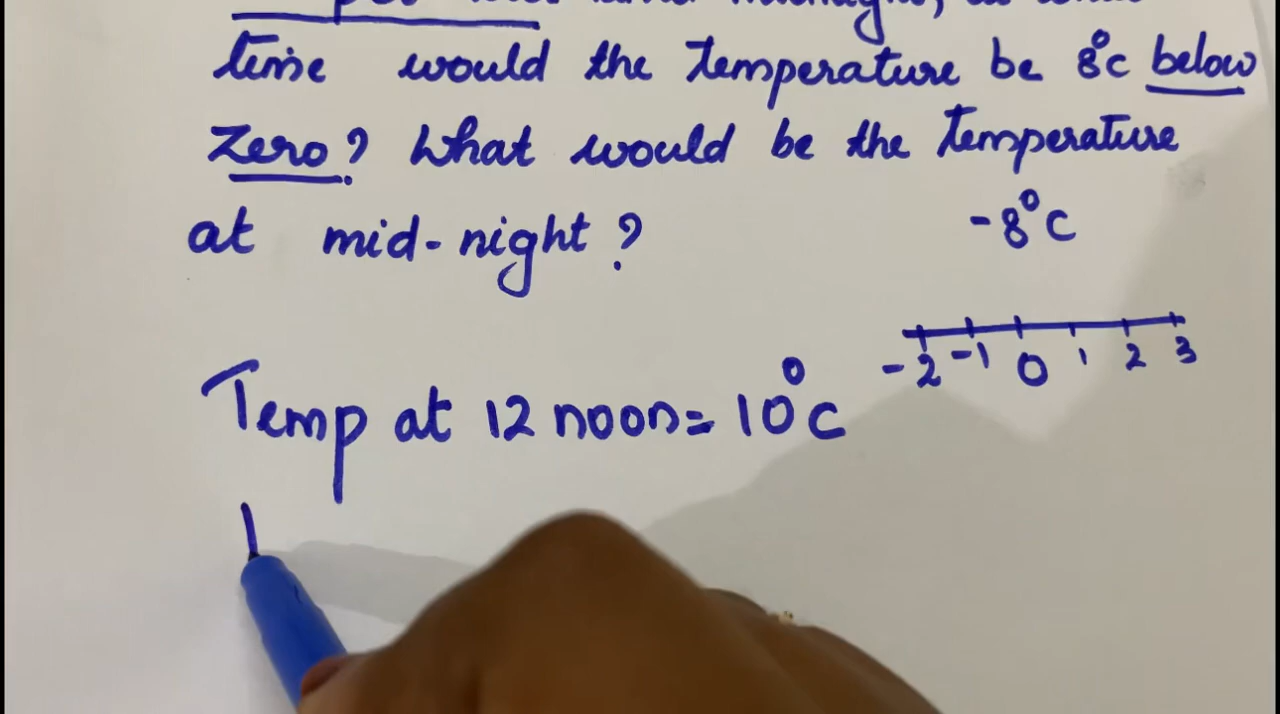 time would the temperature be 8°c below
Zero? What would be the temperature
at mid-night?
-8°C
-2 -1 0 1 2 3
Temp at 12 noon= 10°C